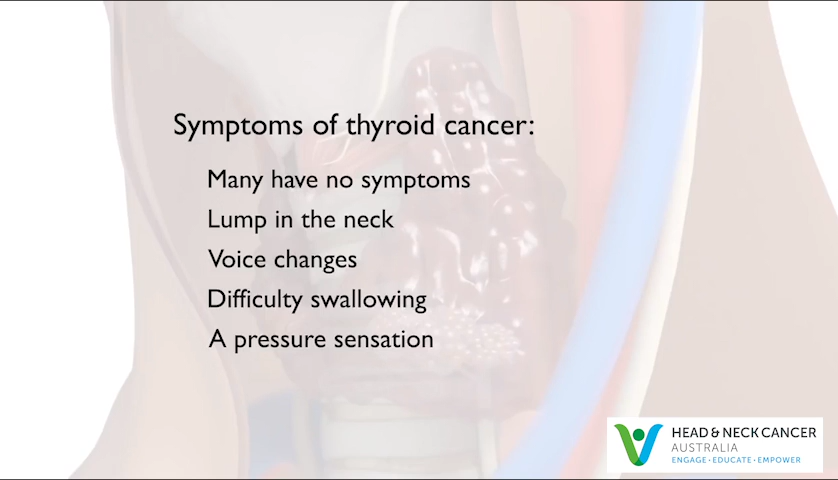 Symptoms of thyroid cancer:
Many have no symptoms
Lump in the neck
Voice changes
Difficulty swallowing
A pressure sensation
HEAD & NECK CANCER
AUSTRALIA
ENGAGE • EDUCATE • EMPOWER